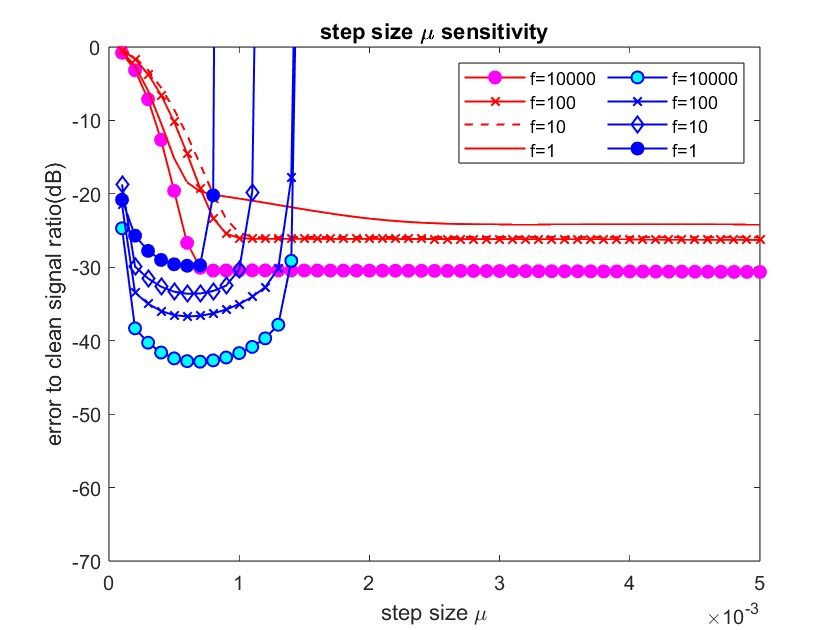 step size μ sensitivity
error to clean signal ratio(dB)
0
-10
-20
-30
-40
-50
-60
-70
f=10000
f=100
f=10
f=1
f=10000
f=100
f=10
f=1
0
1
2
3
4
5
step size μ
×10⁻³